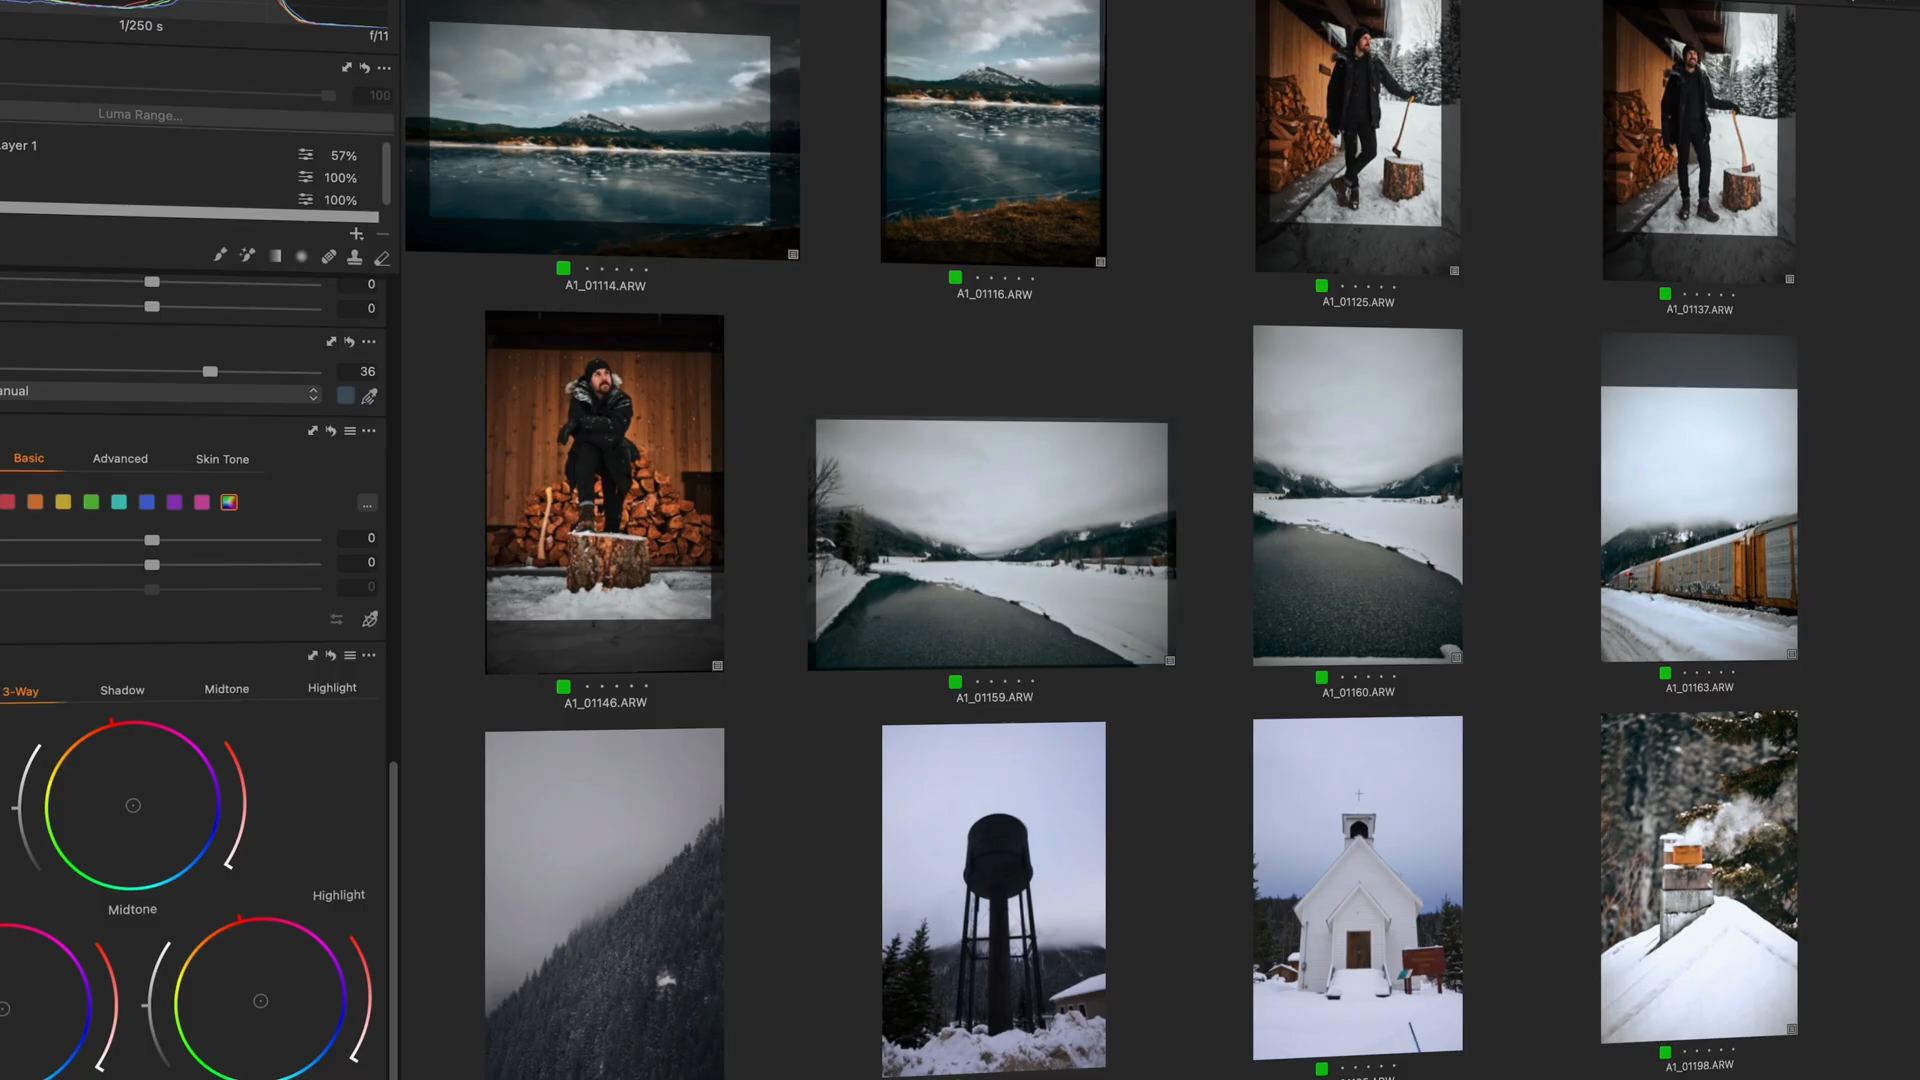 1/250 s
f/11
100
Luma Range...
ayer 1
57%
100%
100%
0
0
36
anual
Basic
Advanced
Skin Tone
...
0
0
0
3-Way
Shadow
Midtone
Highlight
Midtone
Highlight
A1_01114.ARW
A1_01116.ARW
A1_01125.ARW
A1_01137.ARW
A1_01146.ARW
A1_01159.ARW
A1_01160.ARW
A1_01163.ARW
A1_01198.ARW